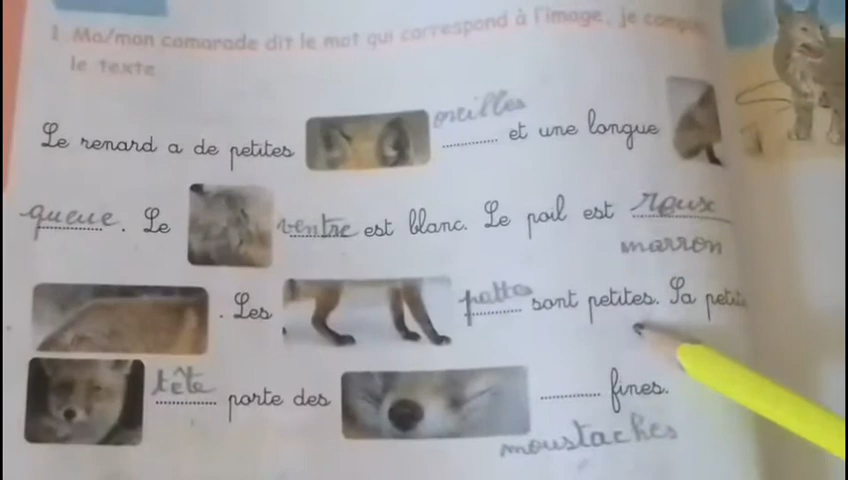 1 Ma/mon camarade dit le mot qui correspond à l'image, je
le texte
Le renard a de petites oreilles et une longue
queue. Le ventre est blanc. Le poil est roux
marron
. Les pattes sont petites. Sa petite
tête porte des fines.
moustaches